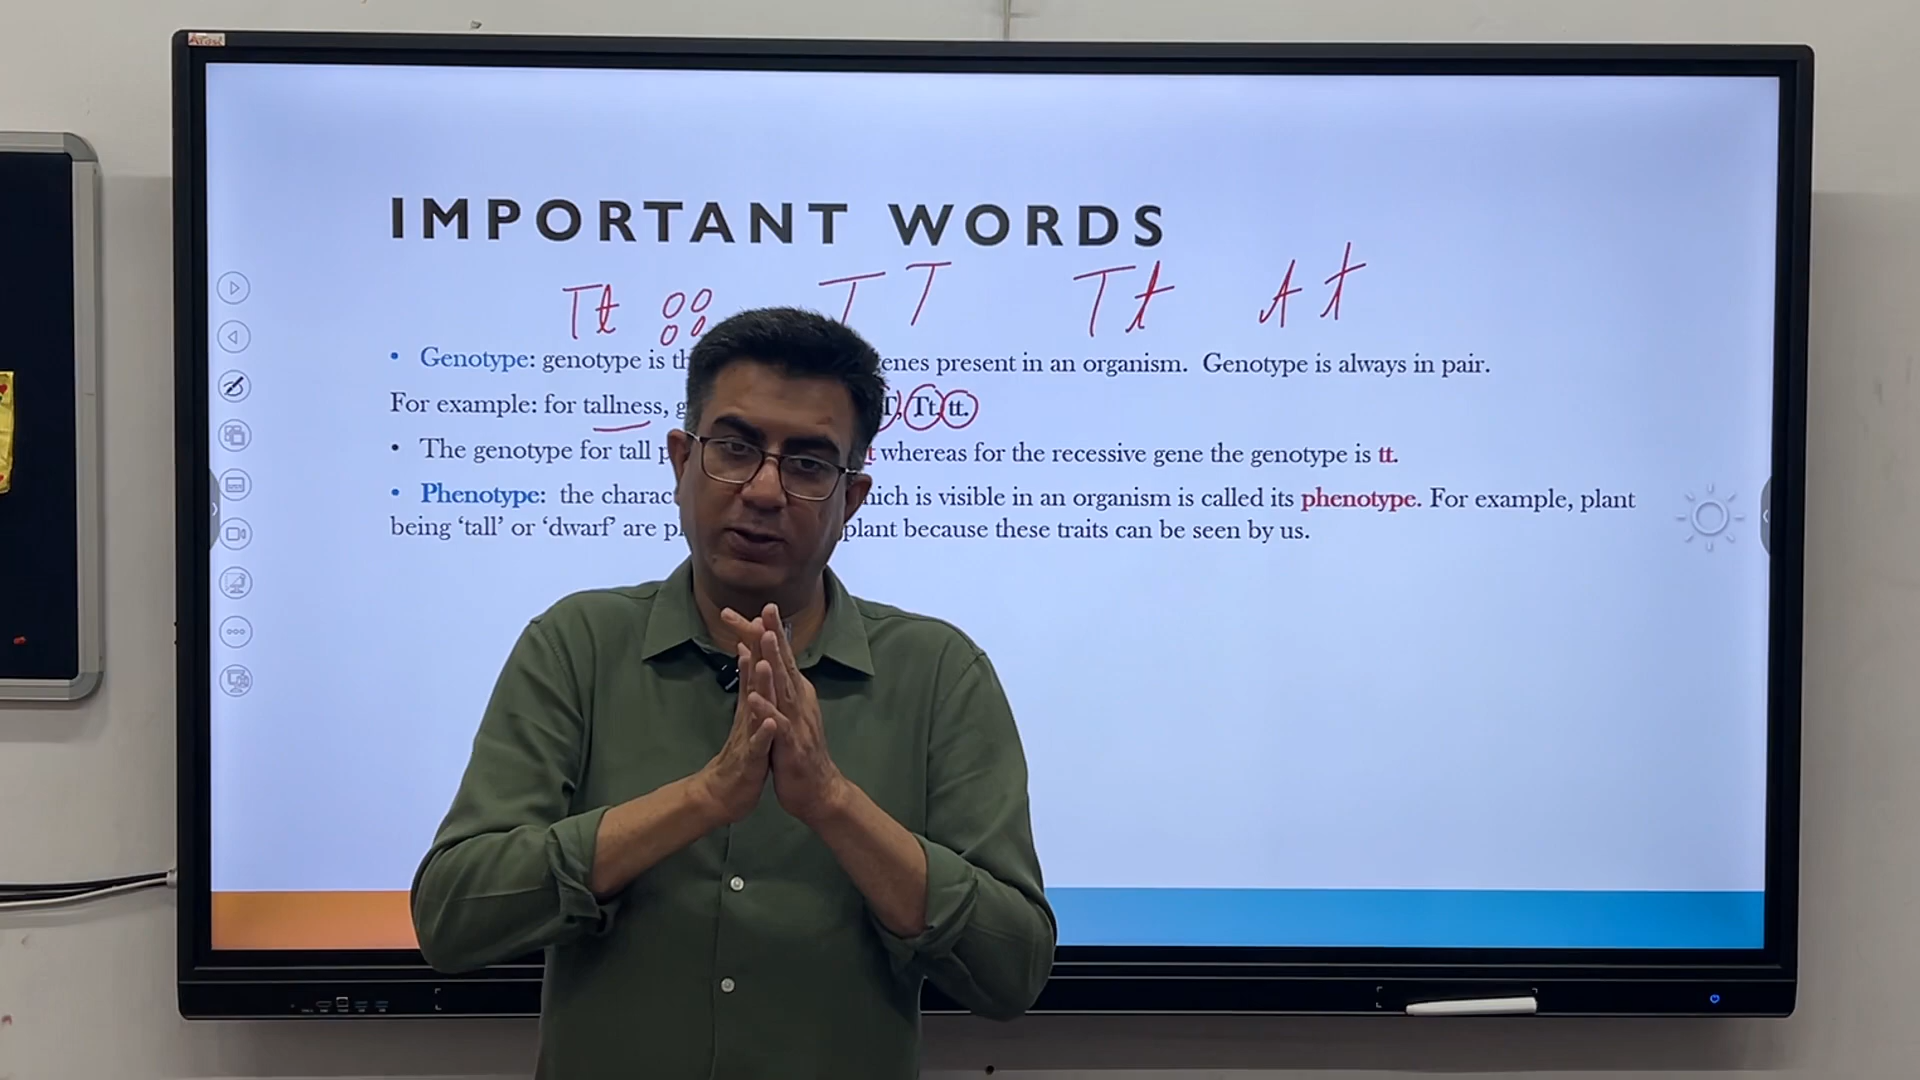 IMPORTANT WORDS
Tt TT Tt tt
• Genotype: genotype is enes present in an organism. Genotype is always in pair.
For example: for tallness, Tt, tt.
• The genotype for tall whereas for the recessive gene the genotype is tt.
• Phenotype: the charac hich is visible in an organism is called its phenotype. For example, plant
being 'tall' or 'dwarf' are plant because these traits can be seen by us.